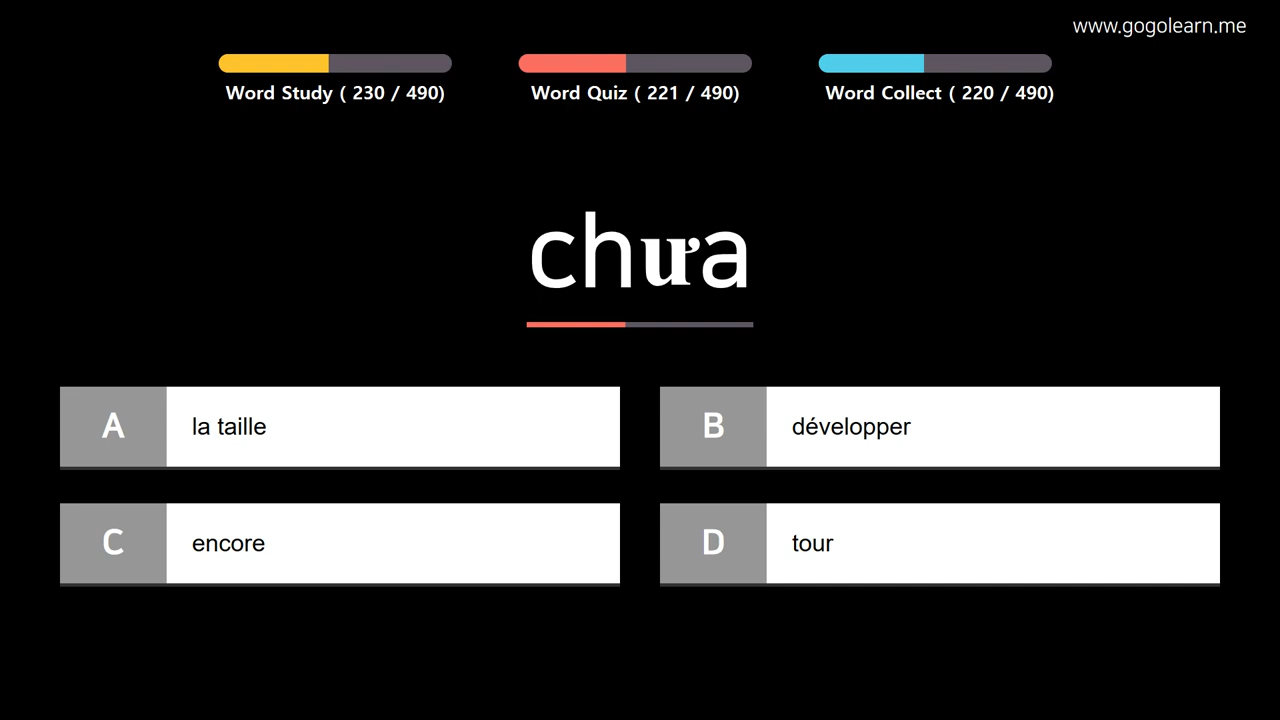 www.gogolearn.me
Word Study ( 230 / 490)
Word Quiz ( 221 / 490)
Word Collect ( 220 / 490)
chưa
A
la taille
B
développer
C
encore
D
tour